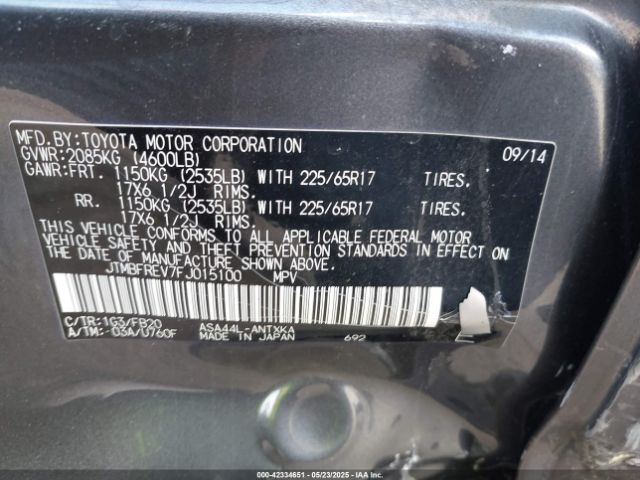 MFD.BY:TOYOTA MOTOR CORPORATION 09/14
GVWR:2085KG (4600LB)
GAWR:FRT. 1150KG (2535LB) WITH 225/65R17 TIRES.
17X6 1/2J RIMS.
RR. 1150KG (2535LB) WITH 225/65R17 TIRES.
17X6 1/2J RIMS.
THIS VEHICLE CONFORMS TO ALL APPLICABLE FEDERAL MOTOR
VEHICLE SAFETY AND THEFT PREVENTION STANDARDS IN EFFECT ON
THE DATE OF MANUFACTURE SHOWN ABOVE.
JTMBFREV7FJ015100 MPV
C/TR:1G3/FB20 ASA44L-ANTXKA
A/TM:-03A/U760F MADE IN JAPAN 692
00-42334651 | 05/23/2025 | IAAI.COM